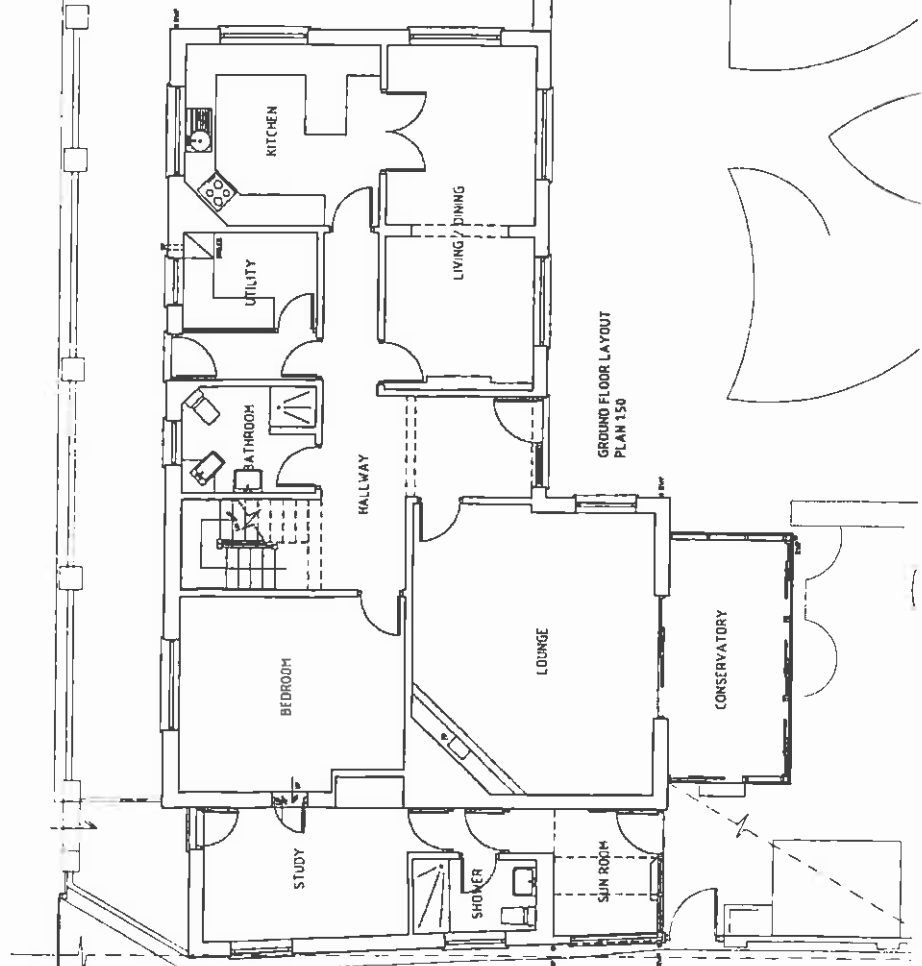 KITCHEN
LIVING / DINING
UTILITY
BATHROOM
HALLWAY
GROUND FLOOR LAYOUT
PLAN 1:50
BEDROOM
LOUNGE
CONSERVATORY
STUDY
SHOWER
SUN ROOM